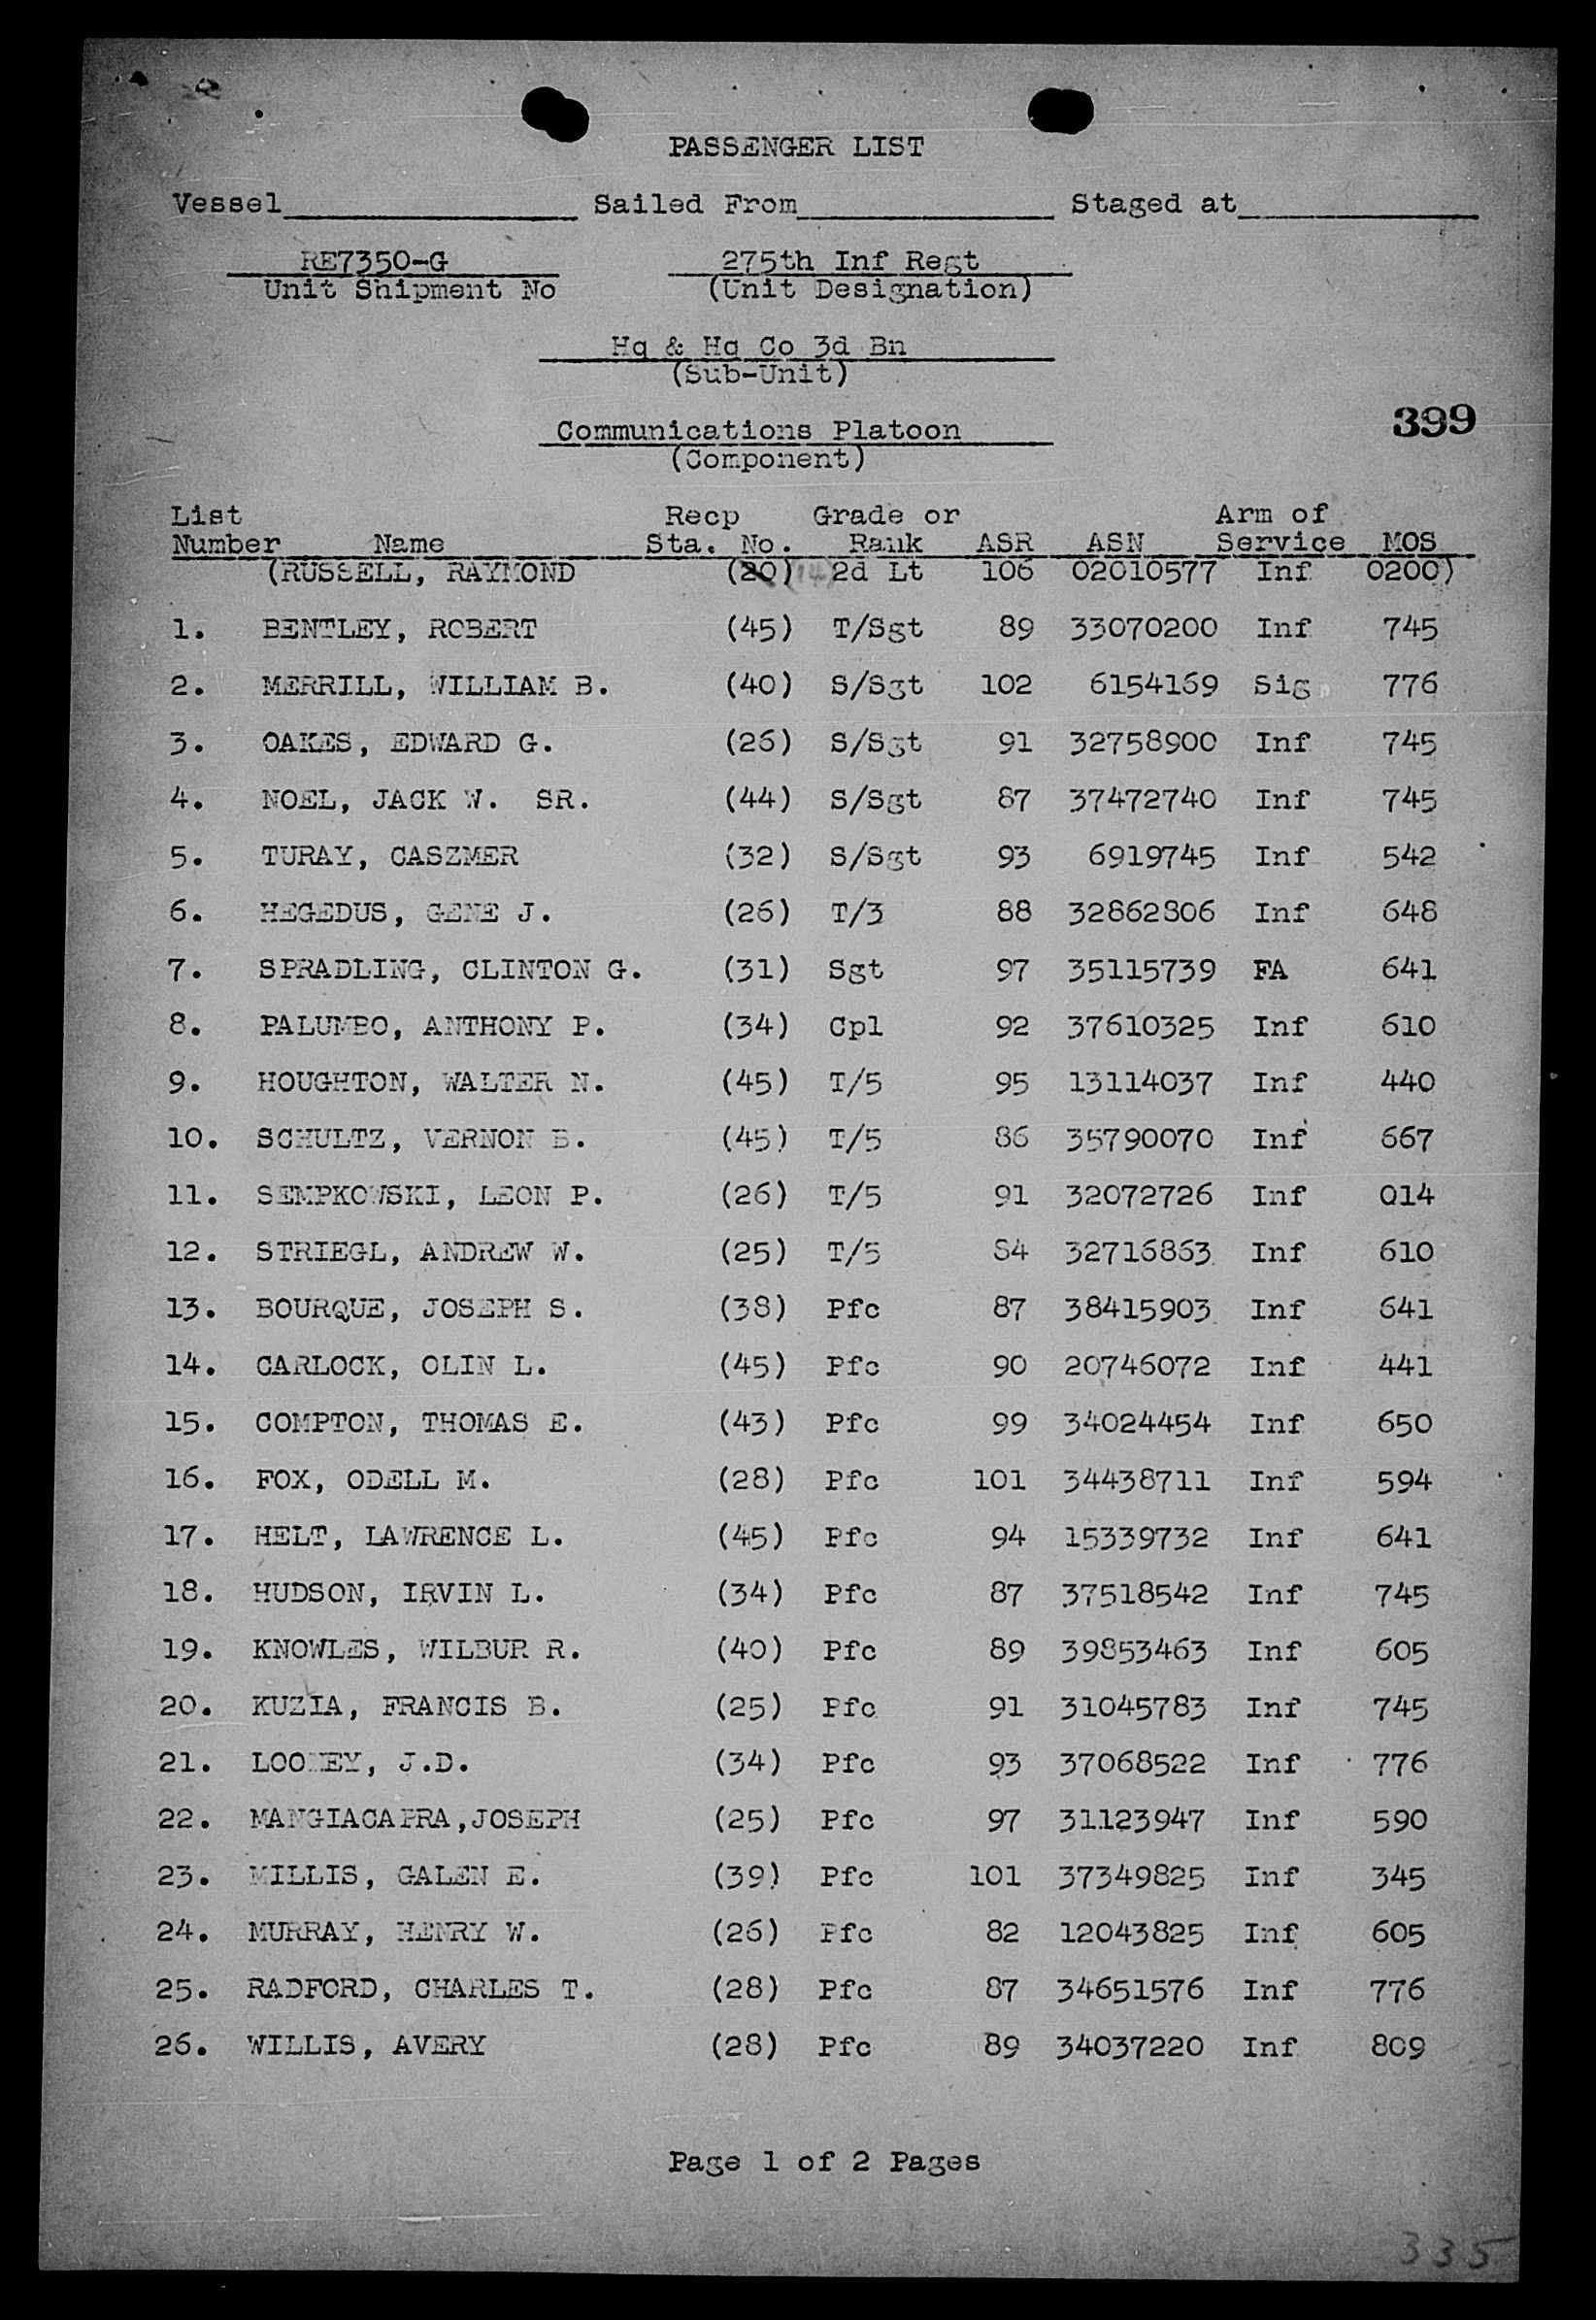 PASSENGER LIST
Vessel Sailed From Staged at
RE7350-G 275th Inf Regt
Unit Shipment No (Unit Designation)
Hq & Hq Co 3d Bn
(Sub-Unit)
399
Communications Platoon
(Component)
List Recp Grade or Arm of
Number Name Sta. No. Rank ASR ASN Service MOS
(RUSSELL, RAYMOND (20) (14) 2d Lt 106 02010577 Inf 0200)
1. BENTLEY, ROBERT (45) T/Sgt 89 33070200 Inf 745
2. MERRILL, WILLIAM B. (40) S/Sgt 102 6154169 Sig 776
3. OAKES, EDWARD G. (26) S/Sgt 91 32758900 Inf 745
4. NOEL, JACK W. SR. (44) S/Sgt 87 37472740 Inf 745
5. TURAY, CASZMER (32) S/Sgt 93 6919745 Inf 542
6. HEGEDUS, GENE J. (26) T/3 88 32862806 Inf 648
7. SPRADLING, CLINTON G. (31) Sgt 97 35115739 FA 641
8. PALUMBO, ANTHONY P. (34) Cpl 92 37610325 Inf 610
9. HOUGHTON, WALTER N. (45) T/5 95 13114037 Inf 440
10. SCHULTZ, VERNON B. (45) T/5 86 35790070 Inf 667
11. SEMPKOWSKI, LEON P. (26) T/5 91 32072726 Inf 014
12. STRIEGL, ANDREW W. (25) T/5 84 32716863 Inf 610
13. BOURQUE, JOSEPH S. (38) Pfc 87 38415903 Inf 641
14. CARLOCK, OLIN L. (45) Pfc 90 20746072 Inf 441
15. COMPTON, THOMAS E. (43) Pfc 99 34024454 Inf 650
16. FOX, ODELL M. (28) Pfc 101 34438711 Inf 594
17. HELT, LAWRENCE L. (45) Pfc 94 15339732 Inf 641
18. HUDSON, IRVIN L. (34) Pfc 87 37518542 Inf 745
19. KNOWLES, WILBUR R. (40) Pfc 89 39853463 Inf 605
20. KUZIA, FRANCIS B. (25) Pfc 91 31045783 Inf 745
21. LOONEY, J.D. (34) Pfc 93 37068522 Inf 776
22. MANGIACAPRA,JOSEPH (25) Pfc 97 31123947 Inf 590
23. MILLIS, GALEN E. (39) Pfc 101 37349825 Inf 345
24. MURRAY, HENRY W. (26) Pfc 82 12043825 Inf 605
25. RADFORD, CHARLES T. (28) Pfc 87 34651576 Inf 776
26. WILLIS, AVERY (28) Pfc 89 34037220 Inf 809
Page 1 of 2 Pages
335